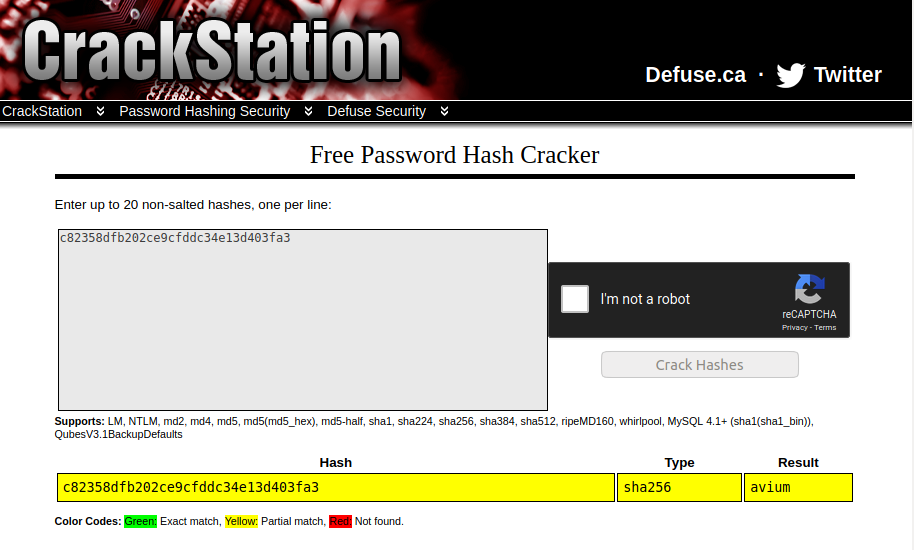 CrackStation
Defuse.ca · Twitter
CrackStation Password Hashing Security Defuse Security
Free Password Hash Cracker
Enter up to 20 non-salted hashes, one per line:
c82358dfb202ce9cfddc34e13d403fa3
I'm not a robot
reCAPTCHA
Privacy - Terms
Crack Hashes
Supports: LM, NTLM, md2, md4, md5, md5(md5_hex), md5-half, sha1, sha224, sha256, sha384, sha512, ripeMD160, whirlpool, MySQL 4.1+ (sha1(sha1_bin)),
QubesV3.1BackupDefaults
Hash Type Result
c82358dfb202ce9cfddc34e13d403fa3 sha256 avium
Color Codes: Green: Exact match, Yellow: Partial match, Red: Not found.